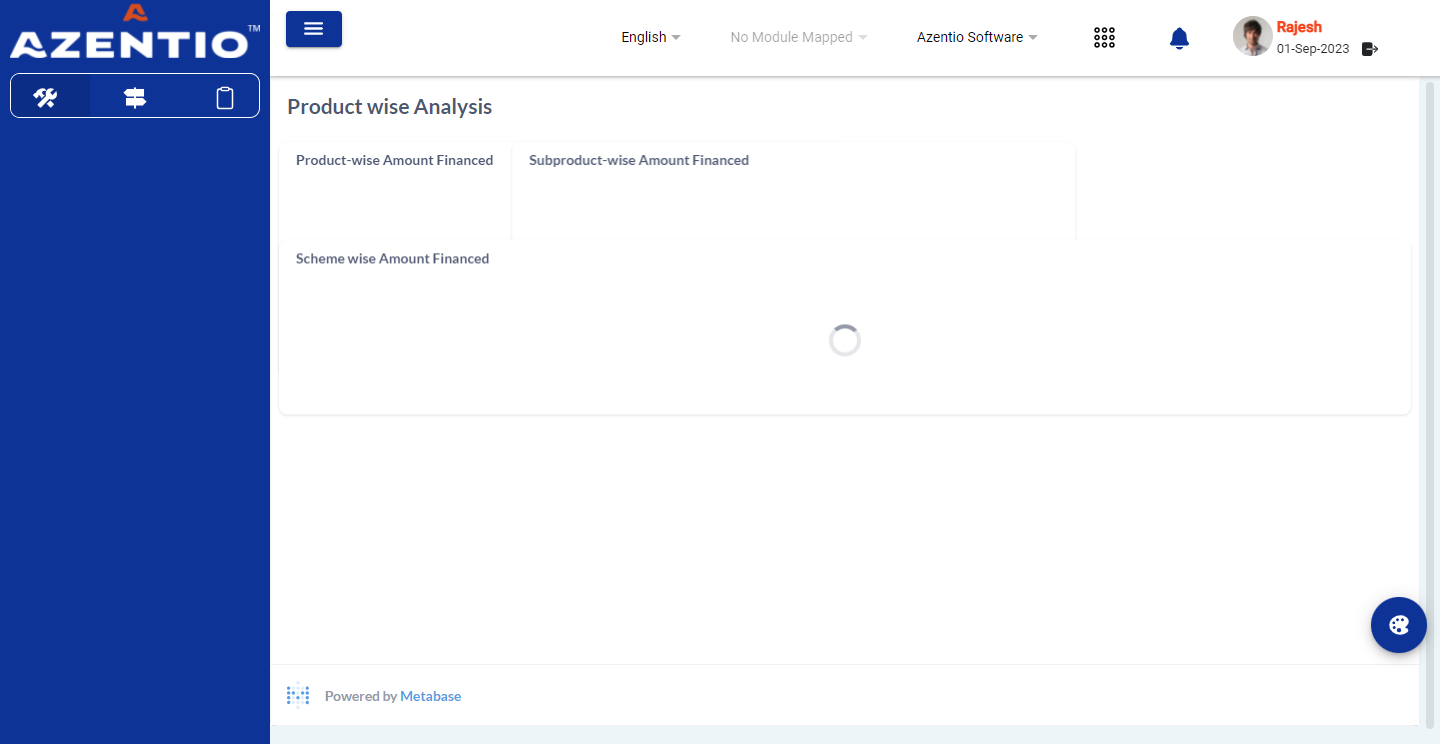 AZENTIO™
English
No Module Mapped
Azentio Software
Rajesh
01-Sep-2023
Product wise Analysis
Product-wise Amount Financed
Subproduct-wise Amount Financed
Scheme wise Amount Financed
Powered by Metabase